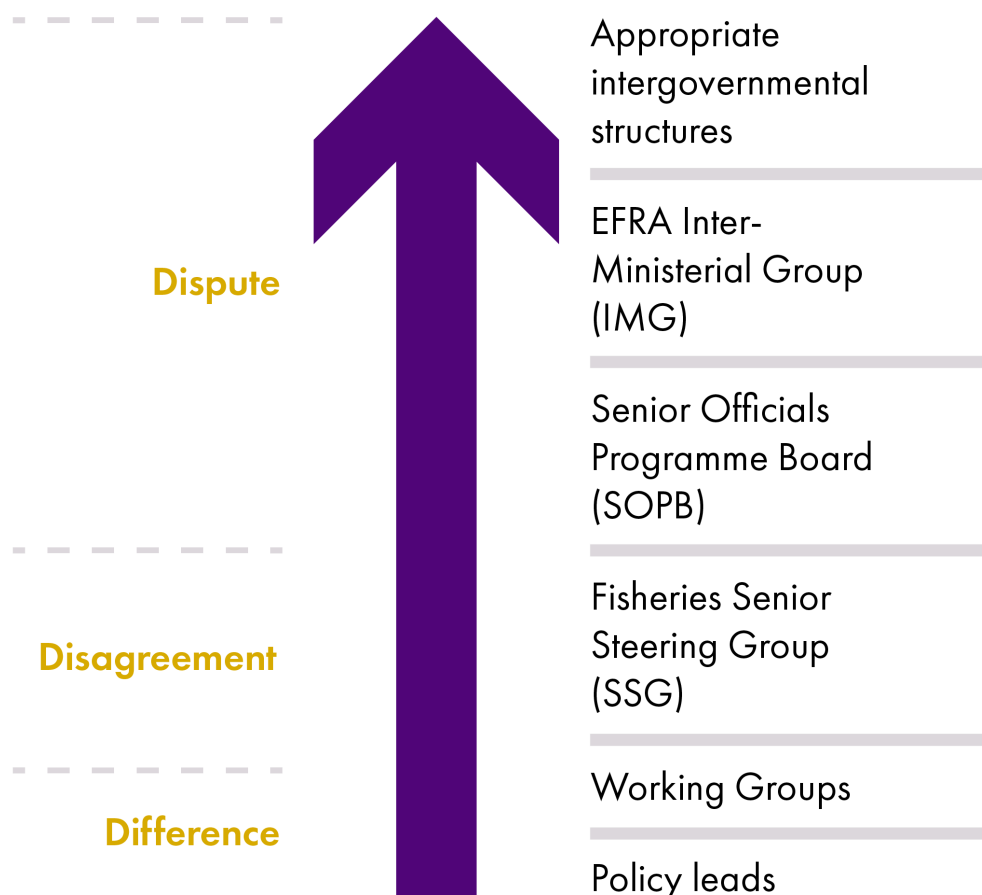 Appropriate
intergovernmental
structures
EFRA Inter-
Ministerial Group
(IMG)
Dispute
Senior Officials
Programme Board
(SOPB)
Fisheries Senior
Steering Group
(SSG)
Disagreement
Working Groups
Difference
Policy leads